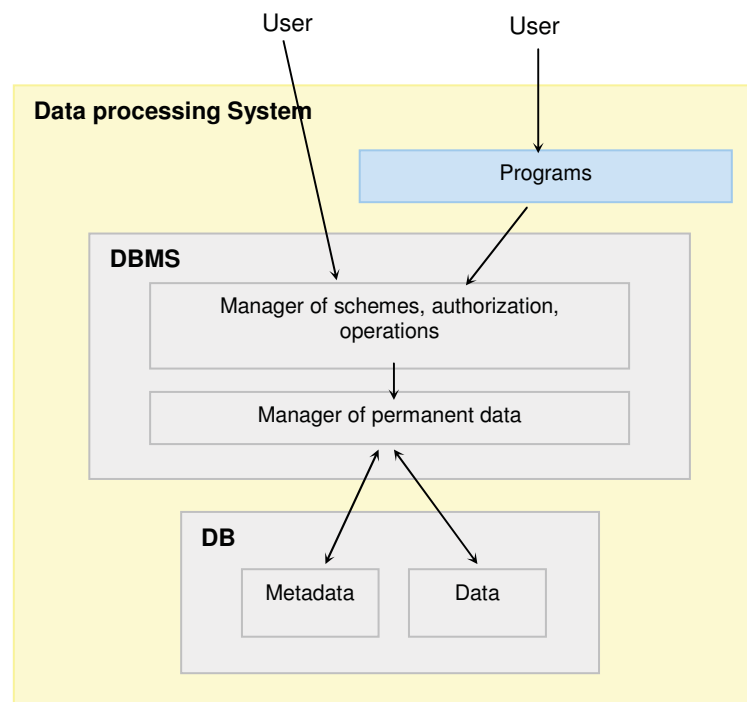 User
User
Data processing System
Programs
DBMS
Manager of schemes, authorization,
operations
Manager of permanent data
DB
Metadata
Data